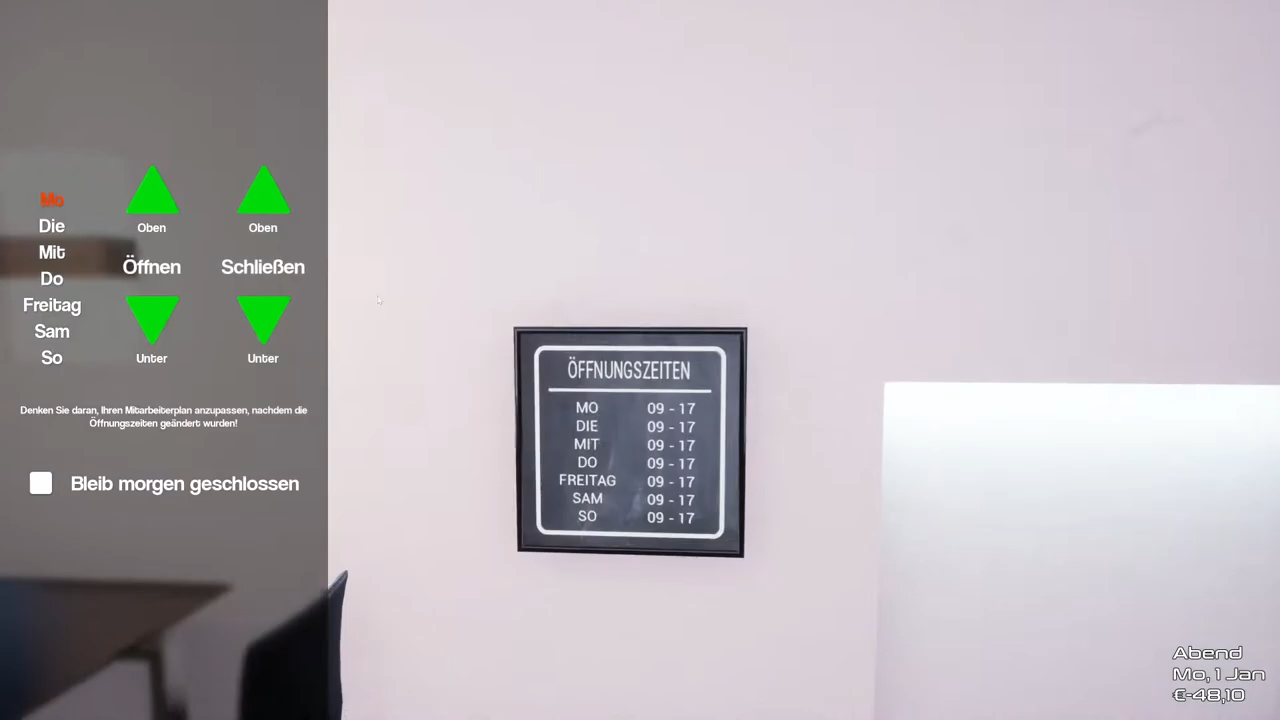 Mo
Die
Mit
Do
Freitag
Sam
So
Oben
Öffnen
Unter
Oben
Schließen
Unter
Denken Sie daran, Ihren Mitarbeiterplan anzupassen, nachdem die
Öffnungszeiten geändert wurden!
Bleib morgen geschlossen
ÖFFNUNGSZEITEN
MO 09 - 17
DIE 09 - 17
MIT 09 - 17
DO 09 - 17
FREITAG 09 - 17
SAM 09 - 17
SO 09 - 17
Abend
Mo, 1 Jan
€-48,10